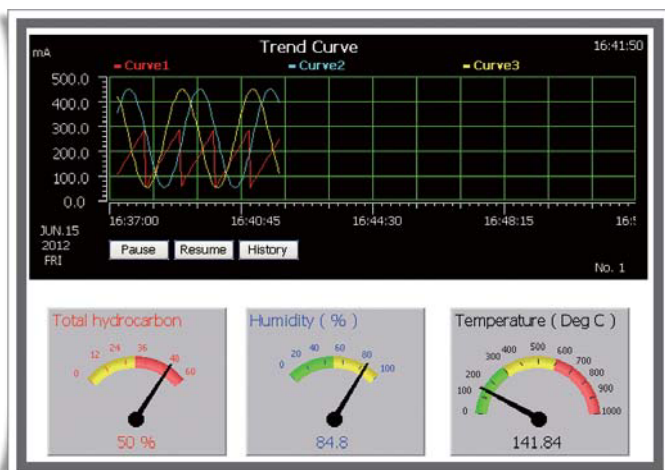 mA
Trend Curve
16:41:50
Curve1 Curve2 Curve3
500.0
400.0
300.0
200.0
100.0
0.0
16:37:00 16:40:45 16:44:30 16:48:15 16:5
JUN.15
2012
FRI
Pause Resume History
No. 1
Total hydrocarbon
0 12 24 36 48 60
50 %
Humidity ( % )
0 20 40 60 80 100
84.8
Temperature ( Deg C )
0 100 200 300 400 500 600 700 800 900 1000
141.84